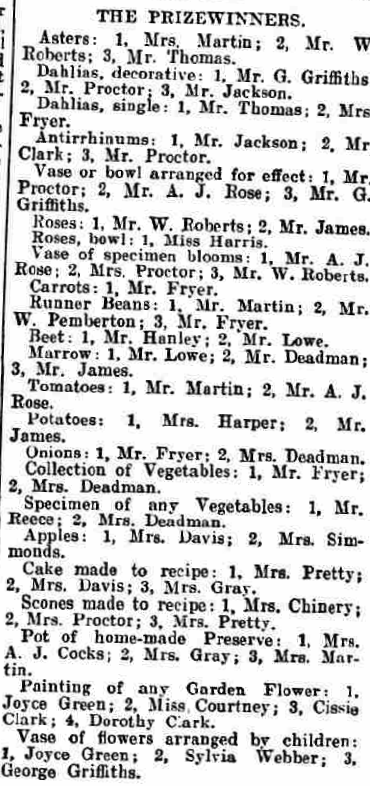 THE PRIZEWINNERS.
Asters: 1, Mrs. Martin; 2, Mr. W
Roberts; 3, Mr. Thomas.
Dahlias, decorative: 1, Mr. G. Griffiths
2, Mr. Proctor; 3, Mr. Jackson.
Dahlias, single: 1, Mr. Thomas; 2, Mrs
Fryer.
Antirrhinums: 1, Mr. Jackson; 2, Mr
Clark; 3, Mr. Proctor.
Vase or bowl arranged for effect: 1, Mr.
Proctor; 2, Mr. A. J. Rose; 3, Mr. G.
Griffiths.
Roses: 1, Mr. W. Roberts; 2, Mr. James.
Roses, bowl: 1, Miss Harris.
Vase of specimen blooms: 1, Mr. A. J.
Rose; 2, Mrs. Proctor; 3, Mr. W. Roberts.
Carrots: 1, Mr. Fryer.
Runner Beans: 1, Mr. Martin; 2, Mr.
W. Pemberton; 3, Mr. Fryer.
Beet: 1, Mr. Hanley; 2, Mr. Lowe.
Marrow: 1, Mr. Lowe; 2, Mr. Deadman;
3, Mr. James.
Tomatoes: 1, Mr. Martin; 2, Mr. A. J.
Rose.
Potatoes: 1, Mrs. Harper; 2, Mr.
James.
Onions: 1, Mr. Fryer; 2, Mrs. Deadman.
Collection of Vegetables: 1, Mr. Fryer;
2, Mrs. Deadman.
Specimen of any Vegetables: 1, Mr.
Reece; 2, Mrs. Deadman.
Apples: 1, Mrs. Davis; 2, Mrs. Sim-
monds.
Cake made to recipe: 1, Mrs. Pretty;
2, Mrs. Davis; 3, Mrs. Gray.
Scones made to recipe: 1, Mrs. Chinery;
2, Mrs. Proctor; 3, Mrs. Pretty.
Pot of home-made Preserve: 1, Mrs.
A. J. Cocks; 2, Mrs. Gray; 3, Mrs. Mar-
tin.
Painting of any Garden Flower: 1,
Joyce Green; 2, Miss Courtney; 3, Cissie
Clark; 4, Dorothy Clark.
Vase of flowers arranged by children:
1, Joyce Green; 2, Sylvia Webber; 3,
George Griffiths.